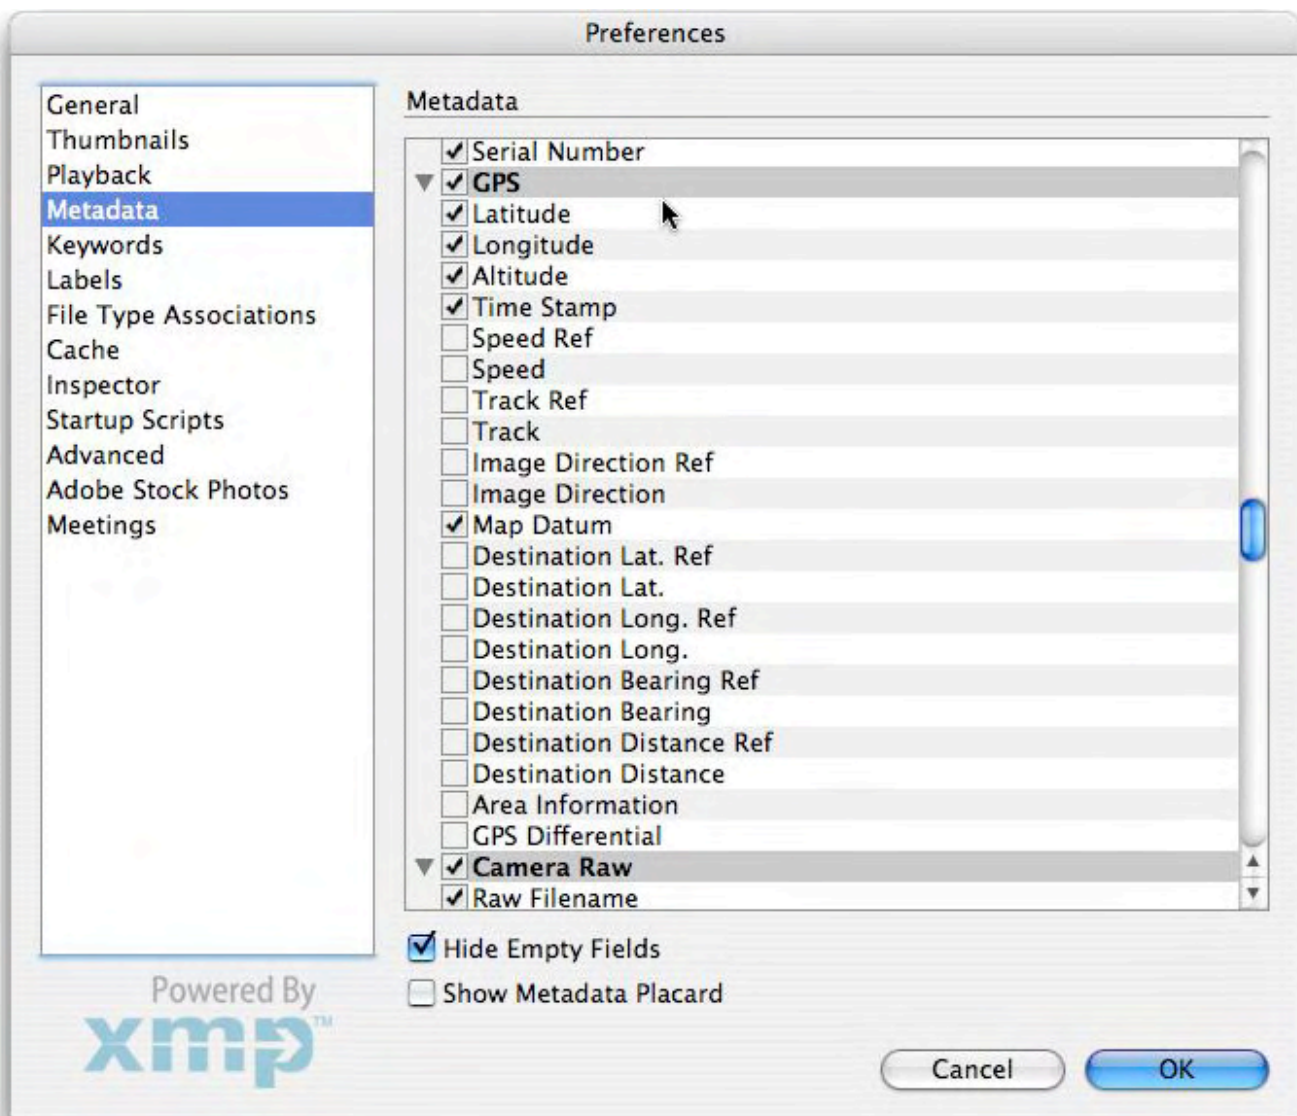 Preferences
General
Thumbnails
Playback
Metadata
Keywords
Labels
File Type Associations
Cache
Inspector
Startup Scripts
Advanced
Adobe Stock Photos
Meetings
Powered By
xmp™
Metadata
Serial Number
GPS
Latitude
Longitude
Altitude
Time Stamp
Speed Ref
Speed
Track Ref
Track
Image Direction Ref
Image Direction
Map Datum
Destination Lat. Ref
Destination Lat.
Destination Long. Ref
Destination Long.
Destination Bearing Ref
Destination Bearing
Destination Distance Ref
Destination Distance
Area Information
GPS Differential
Camera Raw
Raw Filename
Hide Empty Fields
Show Metadata Placard
Cancel
OK